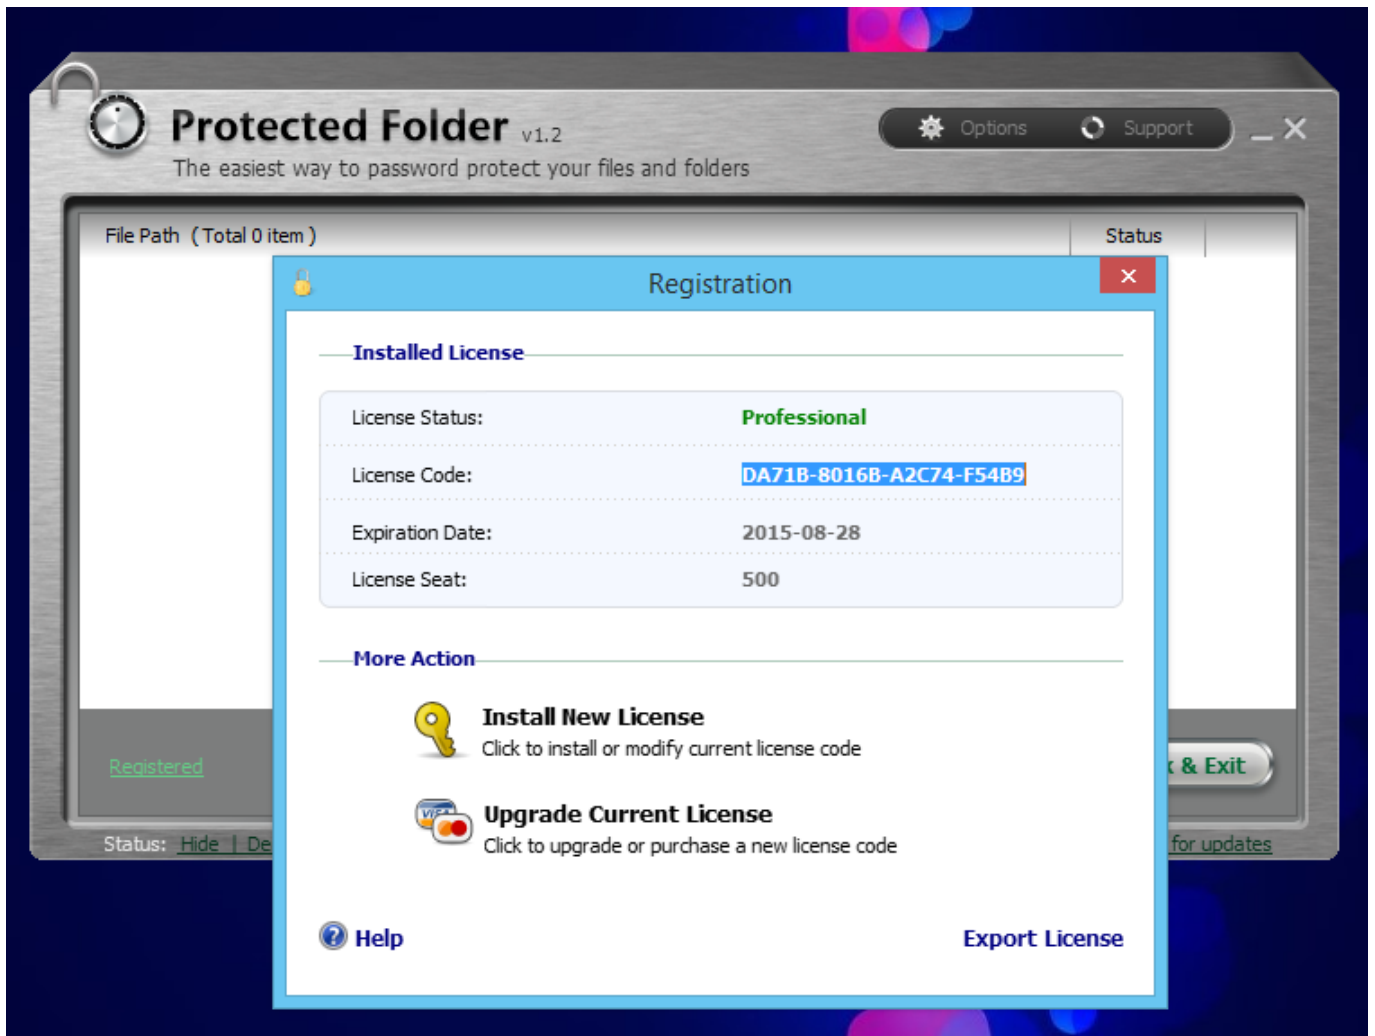 Protected Folder v1.2
Options Support
The easiest way to password protect your files and folders
File Path ( Total 0 item ) Status
Registration
Installed License
License Status: Professional
License Code: DA71B-8016B-A2C74-F54B9
Expiration Date: 2015-08-28
License Seat: 500
More Action
Install New License
Click to install or modify current license code
Registered
& Exit
VISA
Upgrade Current License
Click to upgrade or purchase a new license code
Status: Hide | De
for updates
Help
Export License